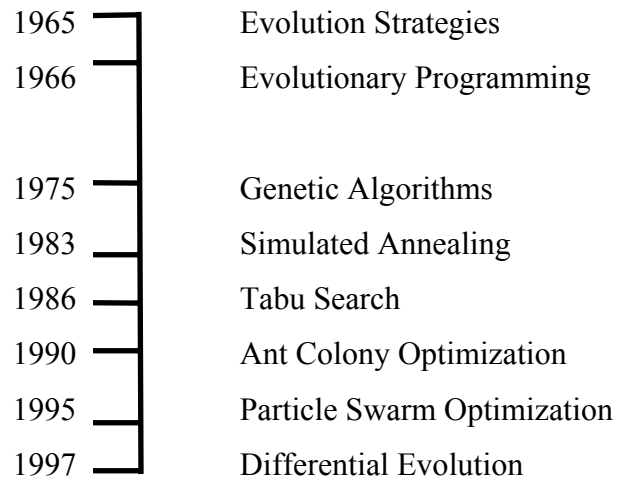 1965 Evolution Strategies
1966 Evolutionary Programming
1975 Genetic Algorithms
1983 Simulated Annealing
1986 Tabu Search
1990 Ant Colony Optimization
1995 Particle Swarm Optimization
1997 Differential Evolution